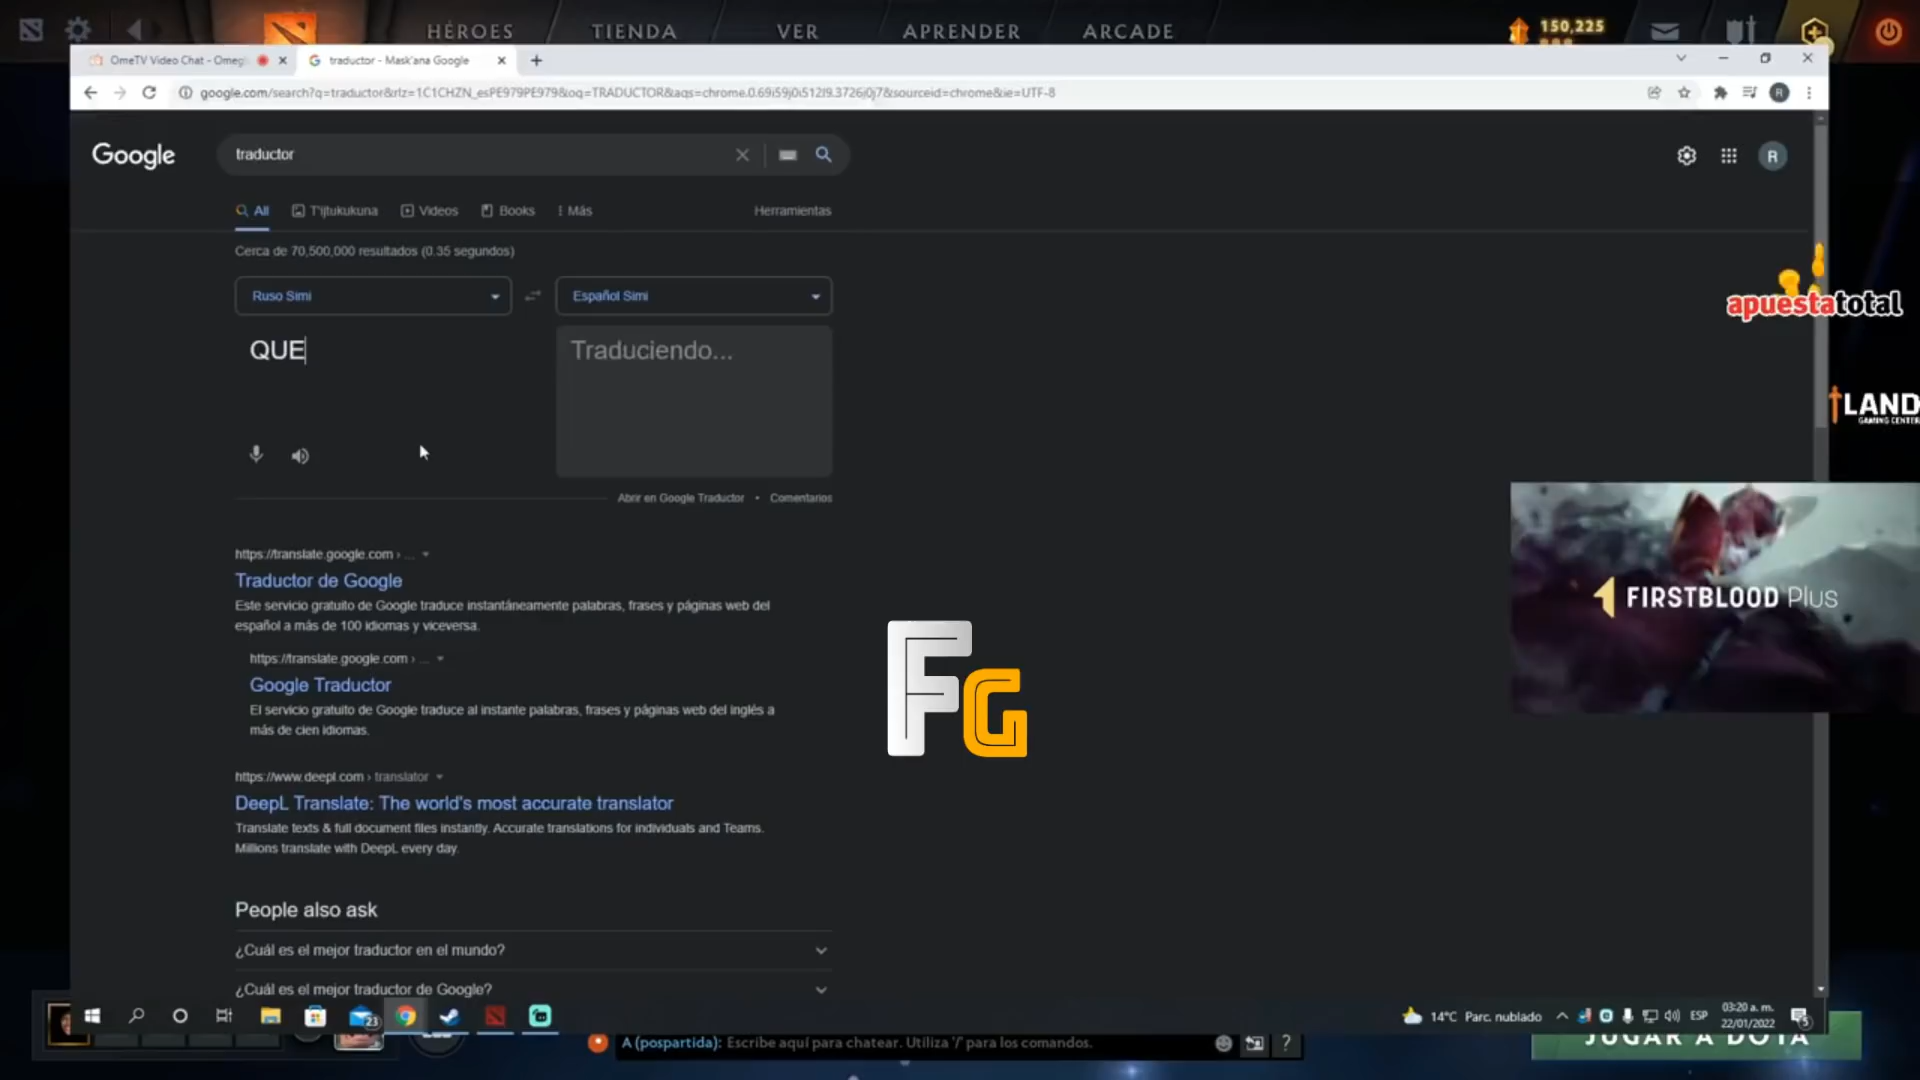 HÉROES
TIENDA
VER
APRENDER
ARCADE
150,225
OmeTV Video Chat - Omegl
traductor - Mask'ana Google
google.com/search?q=traductor&rlz=1C1CHZN_esPE979PE979&oq=TRADUCTOR&aqs=chrome.0.69i59j0i512l9.3726j0j7&sourceid=chrome&ie=UTF-8
R
Google
traductor
R
All
T'ijtukukuna
Videos
Books
Más
Herramientas
Cerca de 70,500,000 resultados (0.35 segundos)
Ruso Simi
Español Simi
QUE
Traduciendo...
Abrir en Google Traductor • Comentarios
https://translate.google.com › ...
Traductor de Google
Este servicio gratuito de Google traduce instantáneamente palabras, frases y páginas web del
español a más de 100 idiomas y viceversa.
https://translate.google.com › ...
Google Traductor
El servicio gratuito de Google traduce al instante palabras, frases y páginas web del inglés a
más de cien idiomas.
https://www.deepl.com › translator
DeepL Translate: The world's most accurate translator
Translate texts & full document files instantly. Accurate translations for individuals and Teams.
Millions translate with DeepL every day.
People also ask
¿Cuál es el mejor traductor en el mundo?
¿Cuál es el mejor traductor de Google?
apuestatotal
LAND
GAMING CENTER
FIRSTBLOOD Plus
FG
23
14°C Parc. nublado
ESP
03:20 a. m.
22/01/2022
5
A (pospartida): Escribe aquí para chatear. Utiliza '/' para los comandos.
?
JUGAR A DOTA